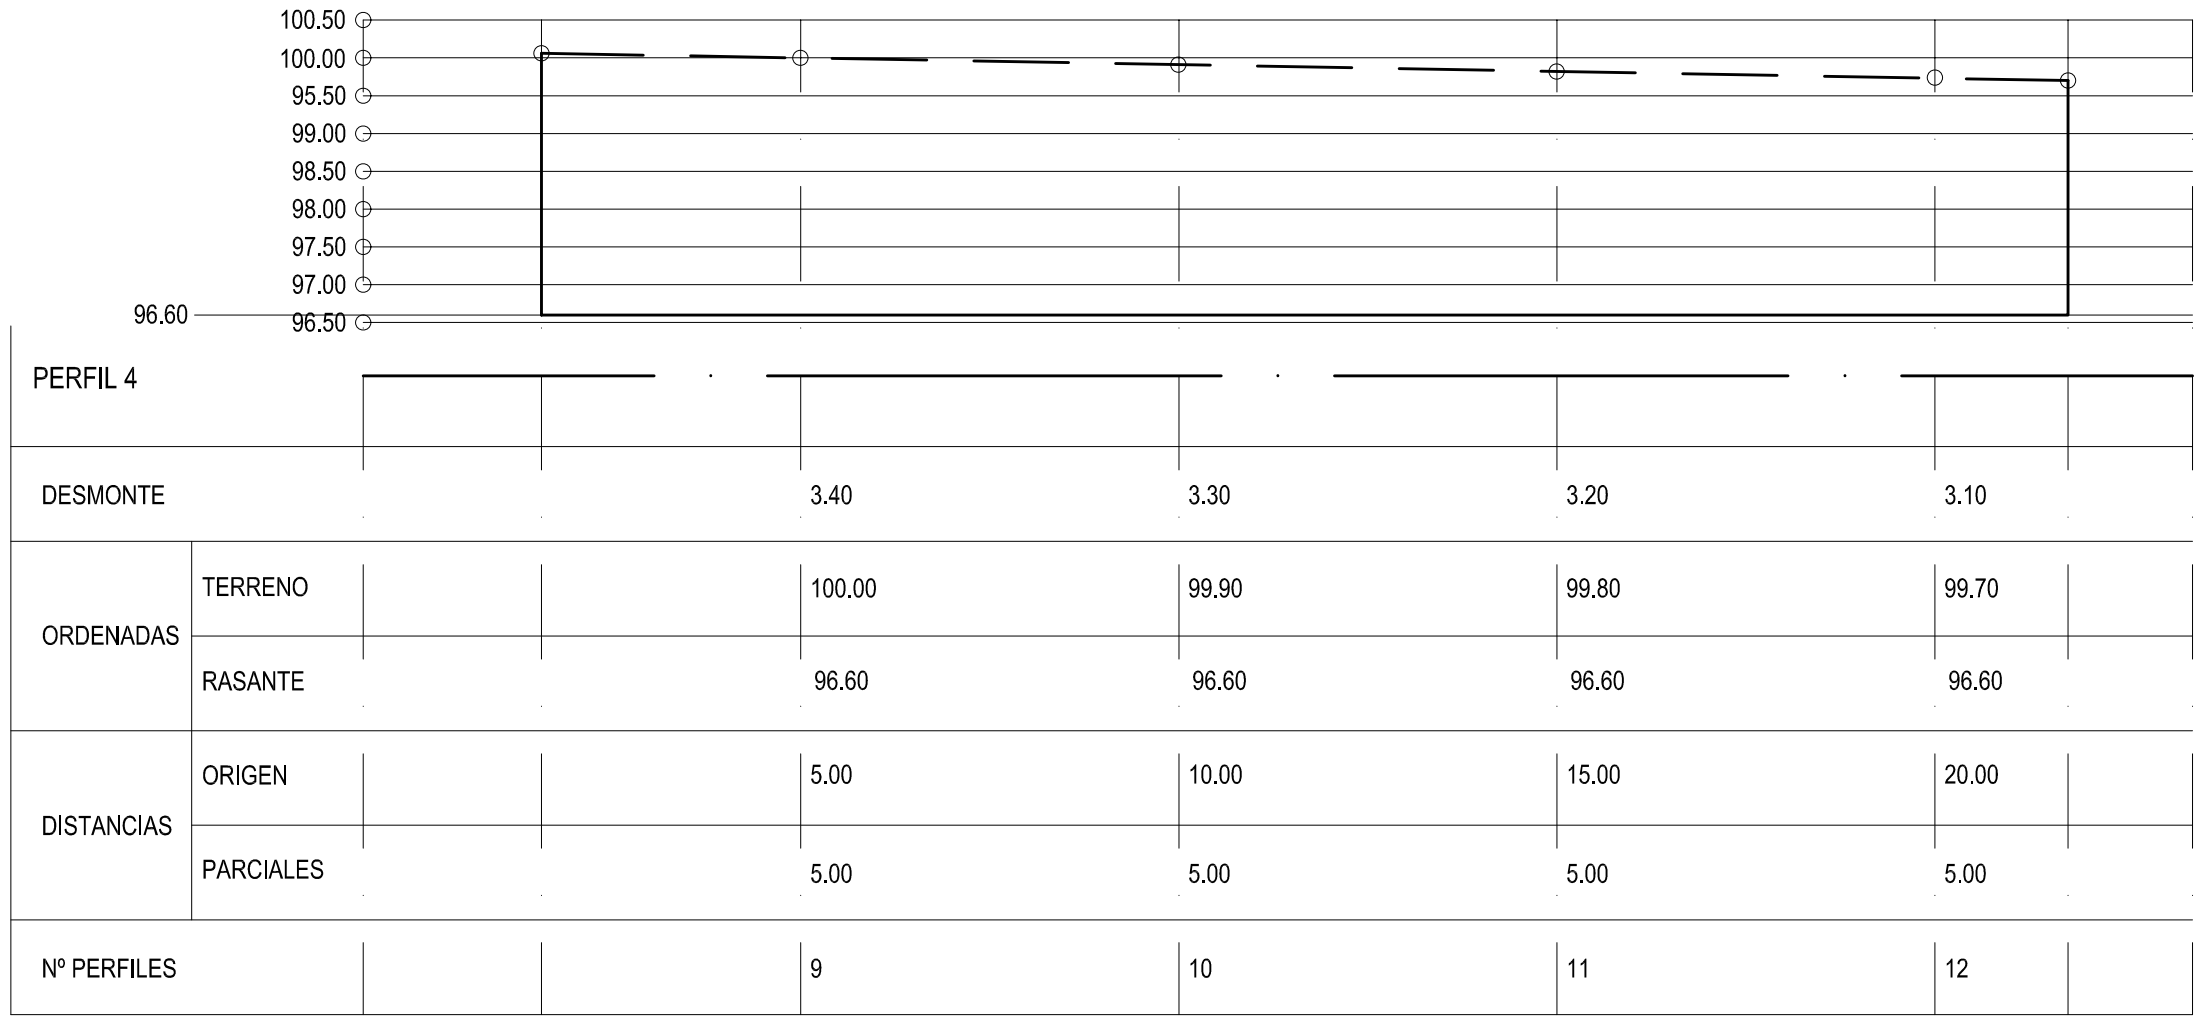 100.50
100.00
95.50
99.00
98.50
98.00
97.50
97.00
96.60
96.50
PERFIL 4
DESMONTE 3.40 3.30 3.20 3.10
ORDENADAS
TERRENO 100.00 99.90 99.80 99.70
RASANTE 96.60 96.60 96.60 96.60
DISTANCIAS
ORIGEN 5.00 10.00 15.00 20.00
PARCIALES 5.00 5.00 5.00 5.00
Nº PERFILES 9 10 11 12